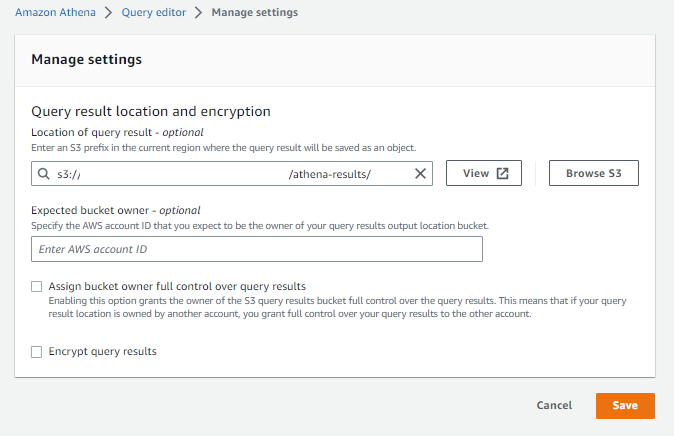 Amazon Athena > Query editor > Manage settings
Manage settings
Query result location and encryption
Location of query result - optional
Enter an S3 prefix in the current region where the query result will be saved as an object.
s3:// /athena-results/ View Browse S3
Expected bucket owner - optional
Specify the AWS account ID that you expect to be the owner of your query results output location bucket.
Enter AWS account ID
Assign bucket owner full control over query results
Enabling this option grants the owner of the S3 query results bucket full control over the query results. This means that if your query
result location is owned by another account, you grant full control over your query results to the other account.
Encrypt query results
Cancel Save